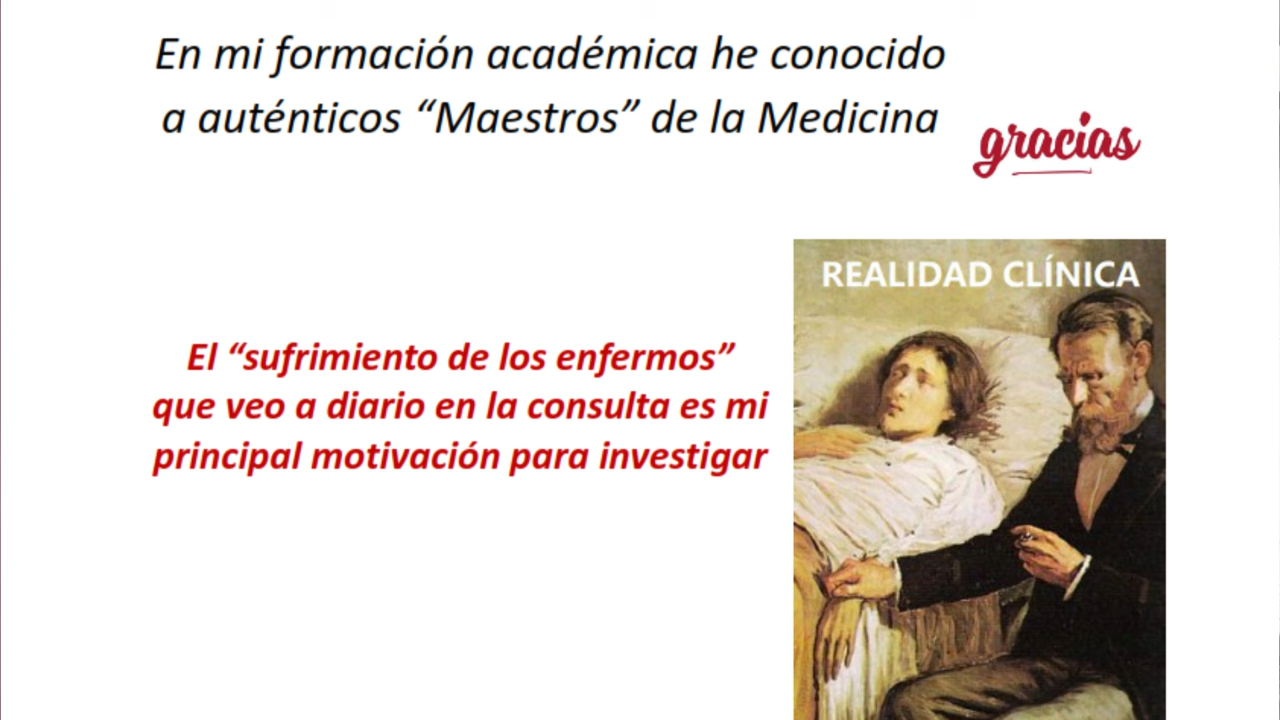 En mi formación académica he conocido
a auténticos “Maestros” de la Medicina
gracias
REALIDAD CLÍNICA
El “sufrimiento de los enfermos”
que veo a diario en la consulta es mi
principal motivación para investigar